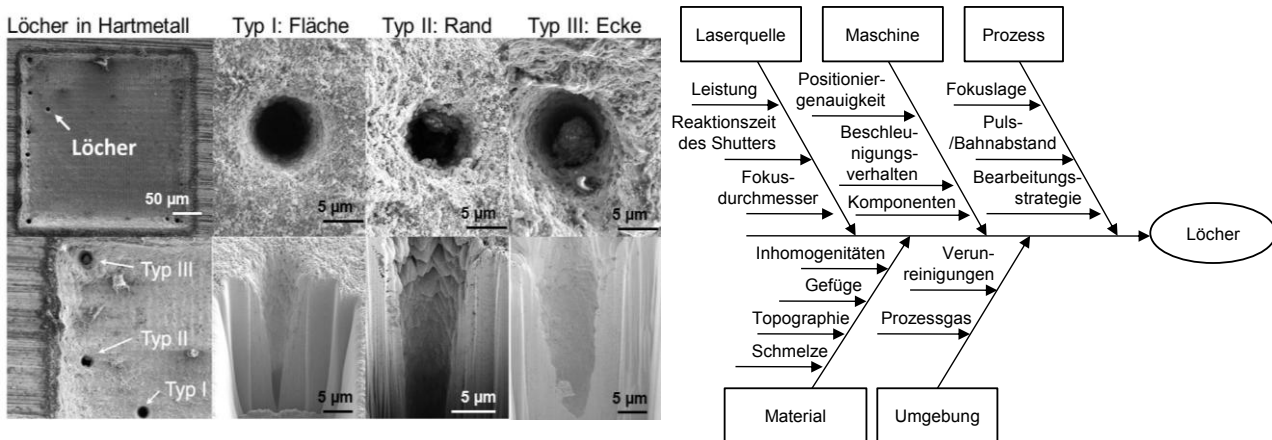 Löcher in Hartmetall
Typ I: Fläche
Typ II: Rand
Typ III: Ecke
Löcher
50 µm
5 µm
5 µm
5 µm
Typ III
Typ II
Typ I
5 µm
5 µm
5 µm
Laserquelle
Maschine
Prozess
Leistung
Reaktionszeit
des Shutters
Fokus-
durchmesser
Positionier-
genauigkeit
Beschleu-
nigungs-
verhalten
Komponenten
Fokuslage
Puls-
/Bahnabstand
Bearbeitungs-
strategie
Löcher
Inhomogenitäten
Gefüge
Topographie
Schmelze
Verun-
reinigungen
Prozessgas
Material
Umgebung